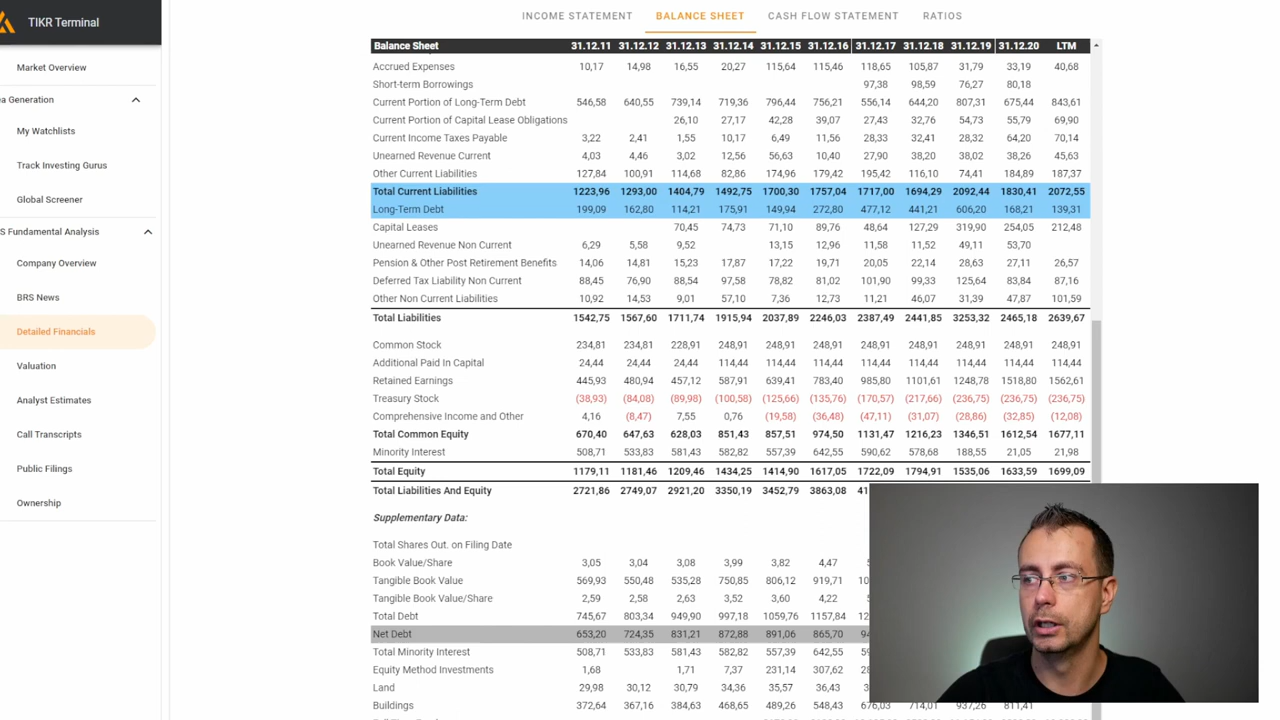 TIKR Terminal
Market Overview
ea Generation
My Watchlists
Track Investing Gurus
Global Screener
S Fundamental Analysis
Company Overview
BRS News
Detailed Financials
Valuation
Analyst Estimates
Call Transcripts
Public Filings
Ownership
INCOME STATEMENT BALANCE SHEET CASH FLOW STATEMENT RATIOS
Balance Sheet 31.12.11 31.12.12 31.12.13 31.12.14 31.12.15 31.12.16 31.12.17 31.12.18 31.12.19 31.12.20 LTM
Accrued Expenses 10,17 14,98 16,55 20,27 115,64 115,46 118,65 105,87 31,79 33,19 40,68
Short-term Borrowings 97,38 98,59 76,27 80,18
Current Portion of Long-Term Debt 546,58 640,55 739,14 719,36 796,44 756,21 556,14 644,20 807,31 675,44 843,61
Current Portion of Capital Lease Obligations 26,10 27,17 42,28 39,07 27,43 32,76 54,73 55,79 69,90
Current Income Taxes Payable 3,22 2,41 1,55 10,17 6,49 11,56 28,33 32,41 28,32 64,20 70,14
Unearned Revenue Current 4,03 4,46 3,02 12,56 56,63 10,40 27,90 38,20 38,02 38,26 45,63
Other Current Liabilities 127,84 100,91 114,68 82,86 174,96 179,42 195,42 116,10 74,41 184,89 187,37
Total Current Liabilities 1223,96 1293,00 1404,79 1492,75 1700,30 1757,04 1717,00 1694,29 2092,44 1830,41 2072,55
Long-Term Debt 199,09 162,80 114,21 175,91 149,94 272,80 477,12 441,21 606,20 168,21 139,31
Capital Leases 70,45 74,73 71,10 89,76 48,64 127,29 319,90 254,05 212,48
Unearned Revenue Non Current 6,29 5,58 9,52 13,15 12,96 11,58 11,52 49,11 53,70
Pension & Other Post Retirement Benefits 14,06 14,81 15,23 17,87 17,22 19,71 20,05 22,14 28,63 27,11 26,57
Deferred Tax Liability Non Current 88,45 76,90 88,54 97,58 78,82 81,02 101,90 99,33 125,64 83,84 87,16
Other Non Current Liabilities 10,92 14,53 9,01 57,10 7,36 12,73 11,21 46,07 31,39 47,87 101,59
Total Liabilities 1542,75 1567,60 1711,74 1915,94 2037,89 2246,03 2387,49 2441,85 3253,32 2465,18 2639,67
Common Stock 234,81 234,81 228,91 248,91 248,91 248,91 248,91 248,91 248,91 248,91 248,91
Additional Paid In Capital 24,44 24,44 24,44 114,44 114,44 114,44 114,44 114,44 114,44 114,44 114,44
Retained Earnings 445,93 480,94 457,12 587,91 639,41 783,40 985,80 1101,61 1248,78 1518,80 1562,61
Treasury Stock (38,93) (84,08) (89,98) (100,58) (125,66) (135,76) (170,57) (217,66) (236,75) (236,75) (236,75)
Comprehensive Income and Other 4,16 (8,47) 7,55 0,76 (19,58) (36,48) (47,11) (31,07) (28,86) (32,85) (12,08)
Total Common Equity 670,40 647,63 628,03 851,43 857,51 974,50 1131,47 1216,23 1346,51 1612,54 1677,11
Minority Interest 508,71 533,83 581,43 582,82 557,39 642,55 590,62 578,68 188,55 21,05 21,98
Total Equity 1179,11 1181,46 1209,46 1434,25 1414,90 1617,05 1722,09 1794,91 1535,06 1633,59 1699,09
Total Liabilities And Equity 2721,86 2749,07 2921,20 3350,19 3452,79 3863,08 41
Supplementary Data:
Total Shares Out. on Filing Date
Book Value/Share 3,05 3,04 3,08 3,99 3,82 4,47
Tangible Book Value 569,93 550,48 535,28 750,85 806,12 919,71 10
Tangible Book Value/Share 2,59 2,58 2,63 3,52 3,60 4,22
Total Debt 745,67 803,34 949,90 997,18 1059,76 1157,84 12
Net Debt 653,20 724,35 831,21 872,88 891,06 865,70 9
Total Minority Interest 508,71 533,83 581,43 582,82 557,39 642,55 59
Equity Method Investments 1,68 1,71 7,37 231,14 307,62 28
Land 29,98 30,12 30,79 34,36 35,57 36,43
Buildings 372,64 367,16 384,63 468,65 489,26 548,43 676,03 714,01 937,26 811,41